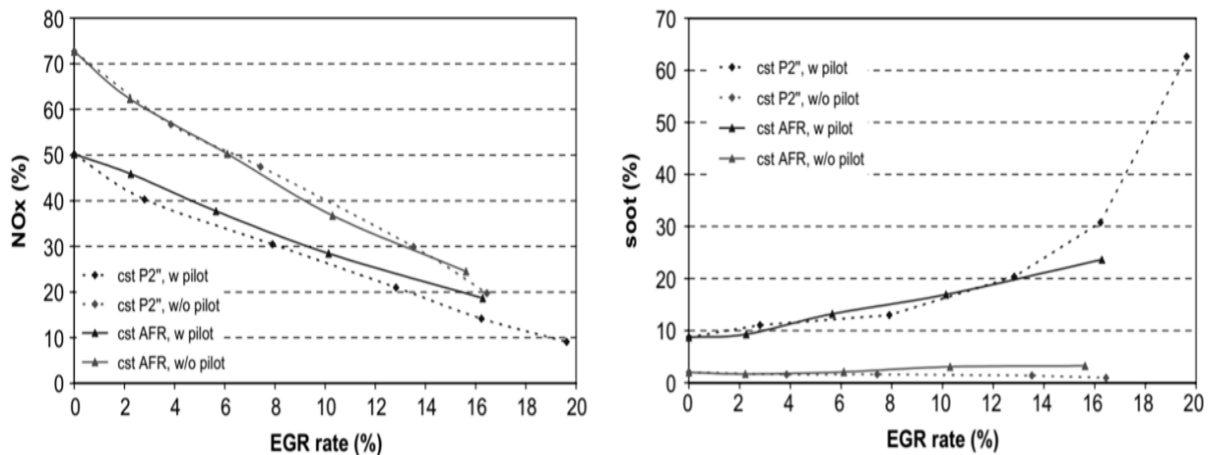 80
70
60
50
40
30
20
10
0
NOx (%)
cst P2", w pilot
cst P2", w/o pilot
cst AFR, w pilot
cst AFR, w/o pilot
0 2 4 6 8 10 12 14 16 18 20
EGR rate (%)
70
60
50
40
30
20
10
0
soot (%)
cst P2", w pilot
cst P2", w/o pilot
cst AFR, w pilot
cst AFR, w/o pilot
0 2 4 6 8 10 12 14 16 18 20
EGR rate (%)